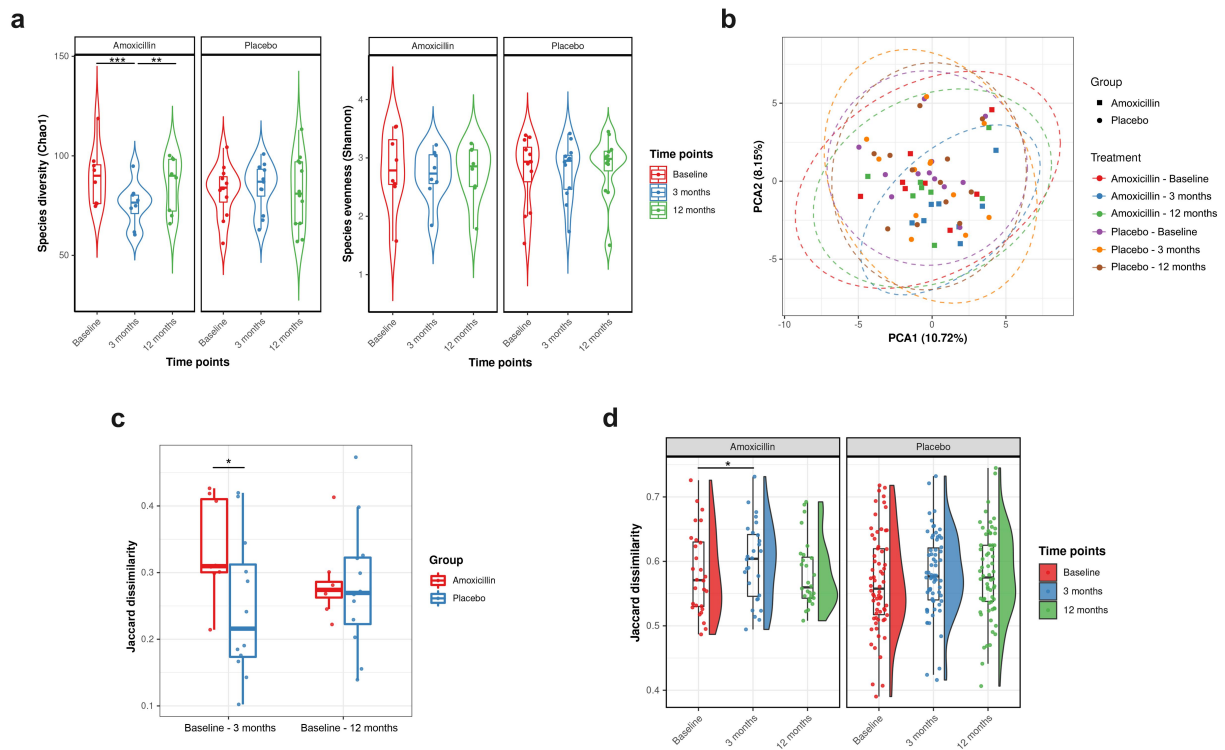 a
Species diversity (Chao1)
150
100
50
Amoxicillin
Placebo
***
**
Baseline
3 months
12 months
Baseline
3 months
12 months
Time points
Species evenness (Shannon)
4
3
2
1
Amoxicillin
Placebo
Baseline
3 months
12 months
Baseline
3 months
12 months
Time points
Time points
Baseline
3 months
12 months
b
PCA2 (8.15%)
5
0
-5
-10
-5
0
5
PCA1 (10.72%)
Group
Amoxicillin
Placebo
Treatment
Amoxicillin - Baseline
Amoxicillin - 3 months
Amoxicillin - 12 months
Placebo - Baseline
Placebo - 3 months
Placebo - 12 months
c
Jaccard dissimilarity
0.4
0.3
0.2
0.1
*
Baseline - 3 months
Baseline - 12 months
Group
Amoxicillin
Placebo
d
Jaccard dissimilarity
0.7
0.6
0.5
0.4
Amoxicillin
Placebo
*
Baseline
3 months
12 months
Baseline
3 months
12 months
Time points
Baseline
3 months
12 months